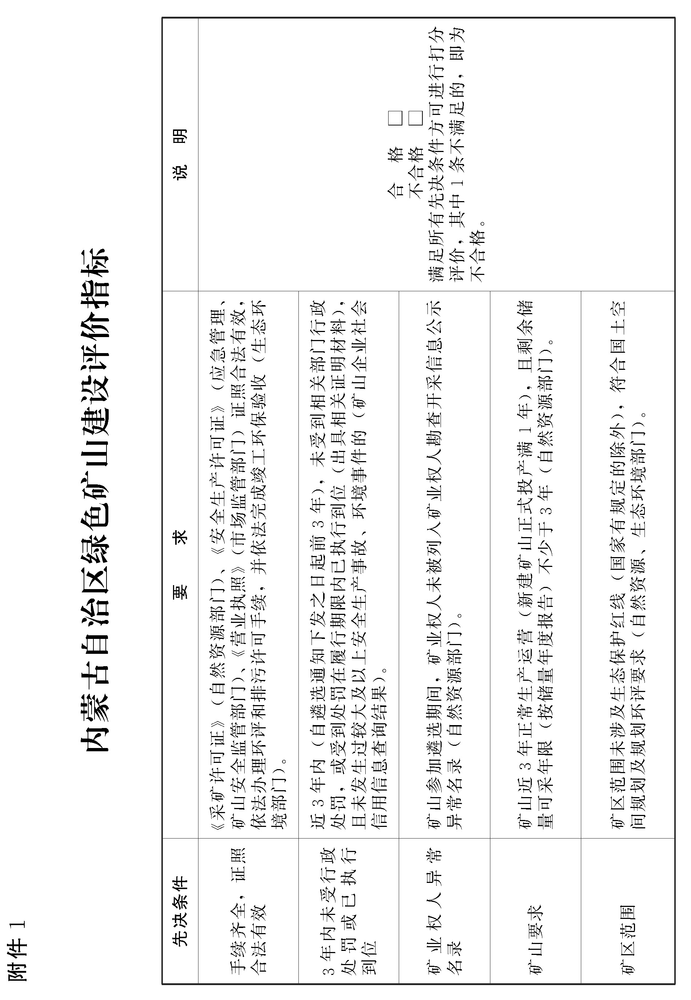 附件 1
内蒙古自治区绿色矿山建设评价指标
先决条件
要 求
说 明
手续齐全，证照
合法有效
《采矿许可证》（自然资源部门）、《安全生产许可证》（应急管理、
矿山安全监管部门）、《营业执照》（市场监管部门）证照合法有效，
依法办理环评和排污许可手续，并依法完成竣工环保验收（生态环
境部门）。
3 年内未受行政
处罚或已执行
到位
近 3 年内（自遴选通知下发之日起前 3 年），未受到相关部门行政
处罚，或受到处罚在履行期限内已执行到位（出具相关证明材料），
且未发生过较大及以上安全生产事故、环境事件的（矿山企业社会
信用信息查询结果）。
矿业权人异常
名录
矿山参加遴选期间，矿业权人未被列入矿业权人勘查开采信息公示
异常名录（自然资源部门）。
矿山要求
矿山近 3 年正常生产运营（新建矿山正式投产满 1 年），且剩余储
量可采年限（按储量年度报告）不少于 3 年（自然资源部门）。
矿区范围
矿区范围未涉及生态保护红线（国家有规定的除外），符合国土空
间规划及规划环评要求（自然资源、生态环境部门）。
合 格 □
不合格 □
满足所有先决条件方可进行打分
评价，其中 1 条不满足的，即为
不合格。